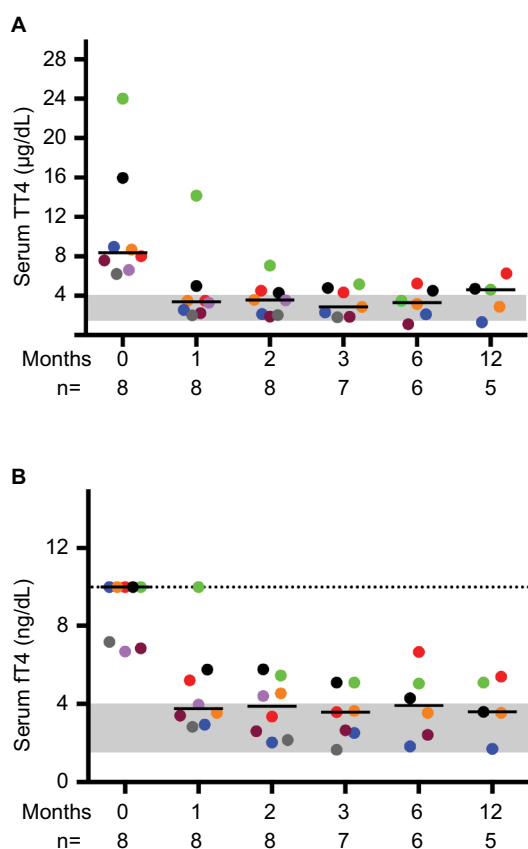 A
Serum TT4 (µg/dL)
28
24
20
16
12
8
4
Months 0 1 2 3 6 12
n= 8 8 8 7 6 5
B
Serum fT4 (ng/dL)
12
8
4
0
Months 0 1 2 3 6 12
n= 8 8 8 7 6 5